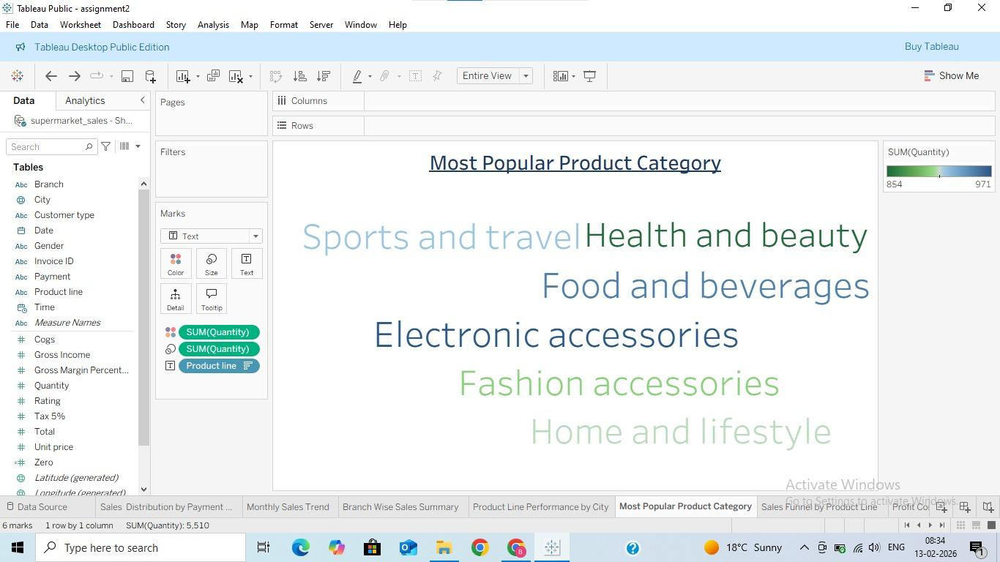 Tableau Public - assignment2
File Data Worksheet Dashboard Story Analysis Map Format Server Window Help
Tableau Desktop Public Edition
Buy Tableau
Entire View
Show Me
Data Analytics
supermarket_sales - Sh...
Search
Tables
Abc Branch
City
Abc Customer type
Date
Abc Gender
Abc Invoice ID
Abc Payment
Abc Product line
Time
Abc Measure Names
# Cogs
# Gross Income
# Gross Margin Percent...
# Quantity
# Rating
# Tax 5%
# Total
# Unit price
=# Zero
Latitude (generated)
Longitude (generated)
Pages
Filters
Marks
T Text
Color Size T Text
Detail Tooltip
SUM(Quantity)
SUM(Quantity)
T Product line
Columns
Rows
Most Popular Product Category
Sports and travel Health and beauty
Food and beverages
Electronic accessories
Fashion accessories
Home and lifestyle
SUM(Quantity)
854 971
Activate Windows
Go to Settings to activate Windows.
Data Source Sales Distribution by Payment ... Monthly Sales Trend Branch Wise Sales Summary Product Line Performance by City Most Popular Product Category Sales Funnel by Product Line Profit Co
6 marks 1 row by 1 column SUM(Quantity): 5,510
Type here to search
B
18°C Sunny
ENG
08:34
13-02-2026
1